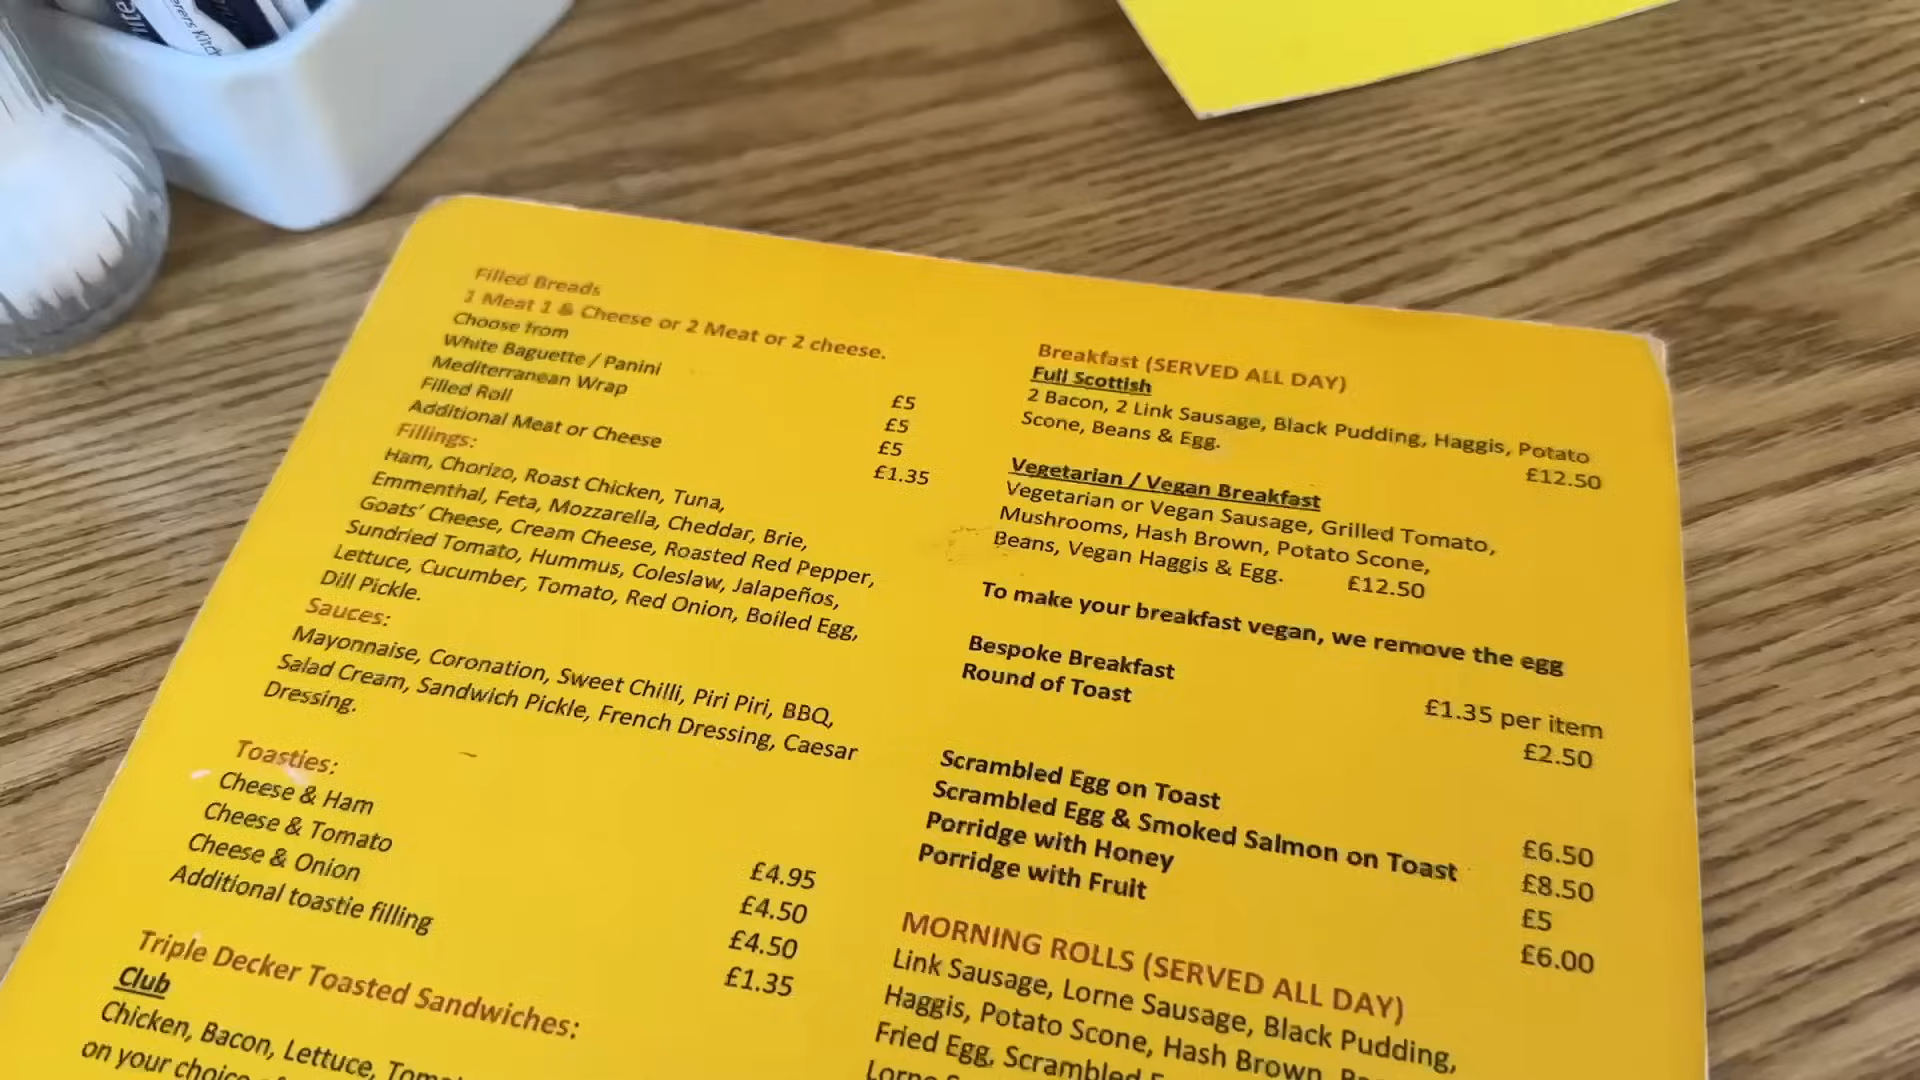 erers Kitch
Filled Breads
1 Meat 1 & Cheese or 2 Meat or 2 cheese.
Choose from
White Baguette / Panini £5
Mediterranean Wrap £5
Filled Roll £5
Additional Meat or Cheese £1.35
Fillings:
Ham, Chorizo, Roast Chicken, Tuna,
Emmenthal, Feta, Mozzarella, Cheddar, Brie,
Goats' Cheese, Cream Cheese, Roasted Red Pepper,
Sundried Tomato, Hummus, Coleslaw, Jalapeños,
Lettuce, Cucumber, Tomato, Red Onion, Boiled Egg,
Dill Pickle.
Sauces:
Mayonnaise, Coronation, Sweet Chilli, Piri Piri, BBQ,
Salad Cream, Sandwich Pickle, French Dressing, Caesar
Dressing.
Toasties:
Cheese & Ham £4.95
Cheese & Tomato £4.50
Cheese & Onion £4.50
Additional toastie filling £1.35
Triple Decker Toasted Sandwiches:
Club
Chicken, Bacon, Lettuce,
on your choice
Breakfast (SERVED ALL DAY)
Full Scottish
2 Bacon, 2 Link Sausage, Black Pudding, Haggis, Potato
Scone, Beans & Egg. £12.50
Vegetarian / Vegan Breakfast
Vegetarian or Vegan Sausage, Grilled Tomato,
Mushrooms, Hash Brown, Potato Scone,
Beans, Vegan Haggis & Egg. £12.50
To make your breakfast vegan, we remove the egg
Bespoke Breakfast £1.35 per item
Round of Toast £2.50
Scrambled Egg on Toast £6.50
Scrambled Egg & Smoked Salmon on Toast £8.50
Porridge with Honey £5
Porridge with Fruit £6.00
MORNING ROLLS (SERVED ALL DAY)
Link Sausage, Lorne Sausage, Black Pudding,
Haggis, Potato Scone, Hash Brown,
Fried Egg, Scrambled
Lorne